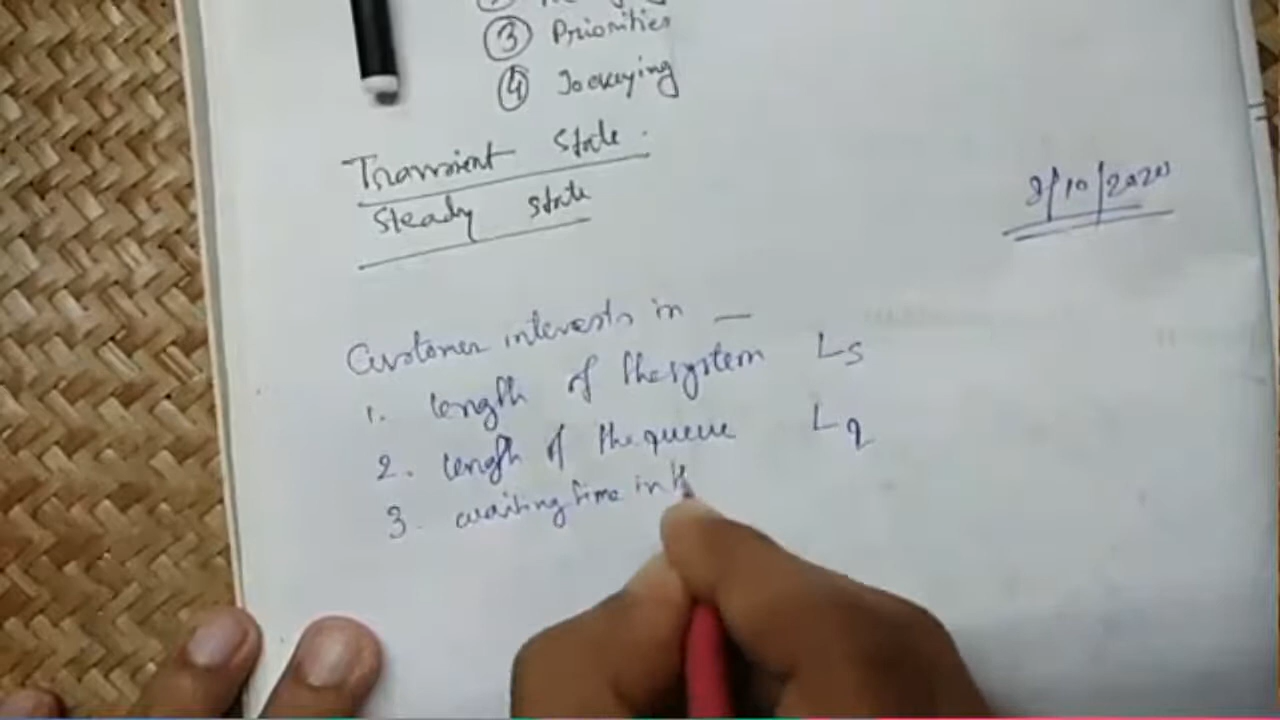 ③ Priorities
④ Jockeying
Transient State.
Steady state
8/10/2020
Customer interests in —
1. length of the system Ls
2. length of the queue Lq
3. waiting time in